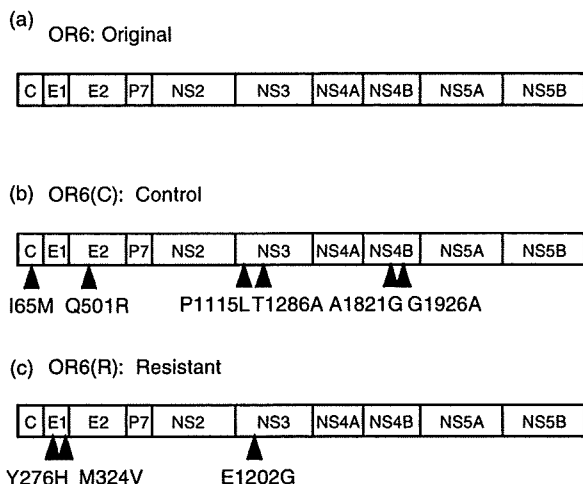 (a) OR6: Original
C E1 E2 P7 NS2 NS3 NS4A NS4B NS5A NS5B
(b) OR6(C): Control
C E1 E2 P7 NS2 NS3 NS4A NS4B NS5A NS5B
I65M Q501R P1115L T1286A A1821G G1926A
(c) OR6(R): Resistant
C E1 E2 P7 NS2 NS3 NS4A NS4B NS5A NS5B
Y276H M324V E1202G